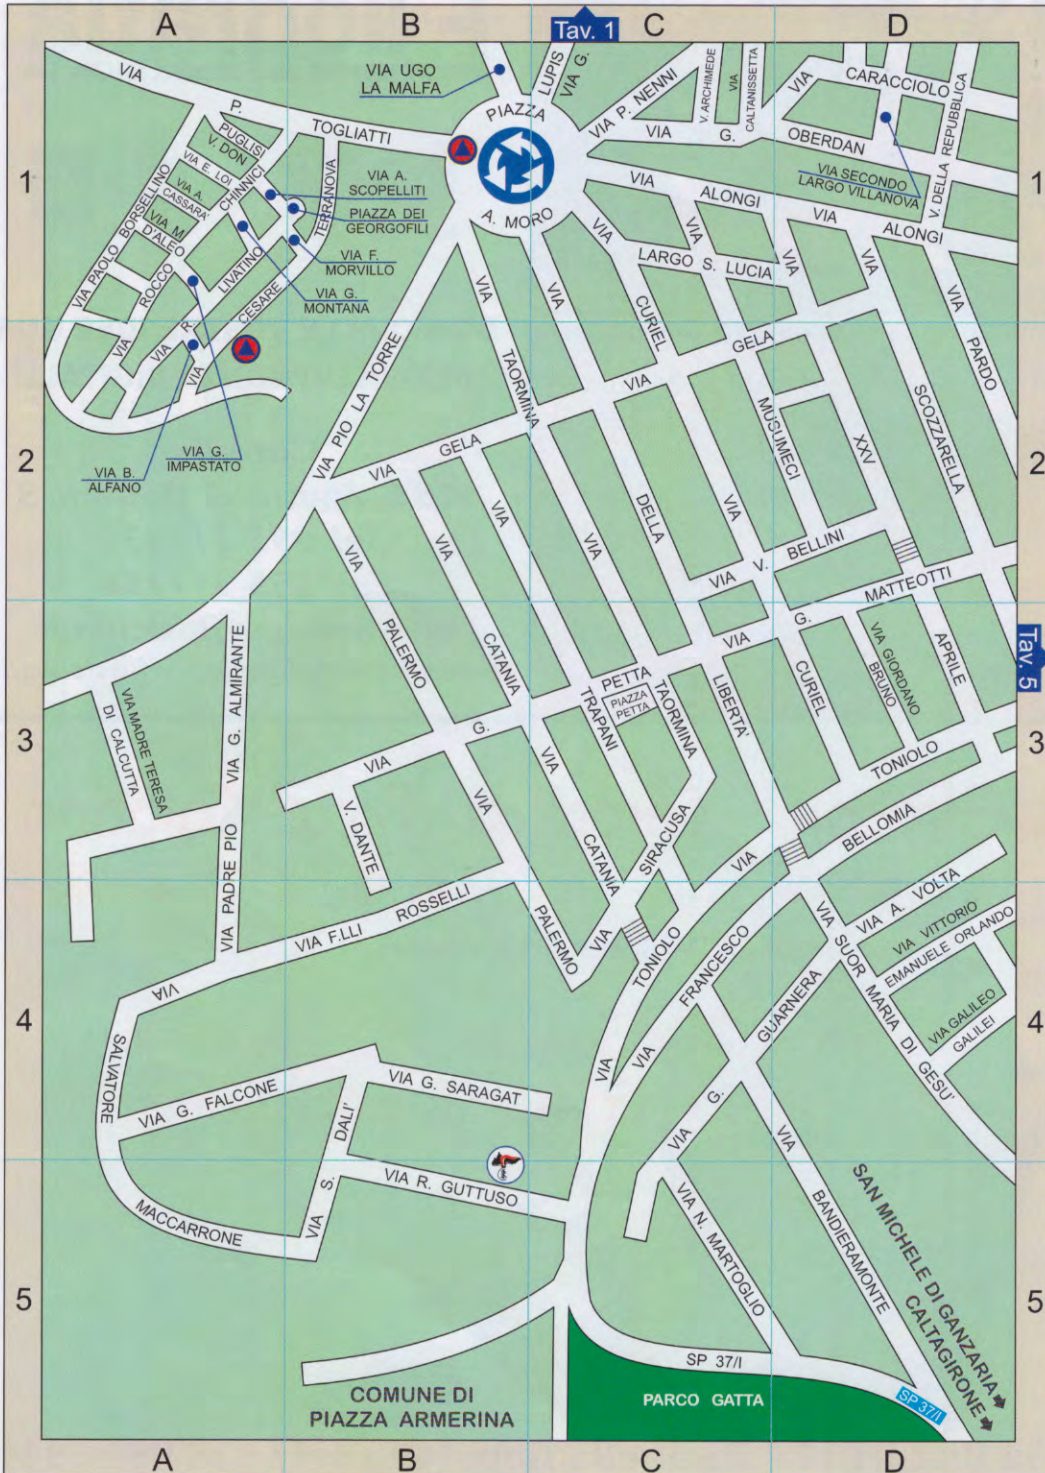 A
B
Tav. 1
C
D
VIA
P.
TOGLIATTI
VIA UGO
LA MALFA
LUPIS
VIA G.
PIAZZA
A. MORO
VIA P. NENNI
V. ARCHIMEDE
VIA
CALTANISSETTA
VIA
CARACCIOLO
VIA
G.
OBERDAN
V. DELLA REPUBBLICA
VIA SECONDO
LARGO VILLANOVA
1
1
PUGLISI
V. DON
VIA E. LOI
CHINNICI
VIA A.
CASSARA'
VIA M.
D'ALEO
VIA PAOLO BORSELLINO
ROCCO
VIA
LIVATINO
VIA R.
TERRANOVA
CESARE
VIA
VIA A.
SCOPELLITI
PIAZZA DEI
GEORGOFILI
VIA F.
MORVILLO
VIA G.
MONTANA
VIA G.
IMPASTATO
VIA B.
ALFANO
VIA
ALONGI
VIA
ALONGI
VIA
LARGO S. LUCIA
VIA
VIA
VIA
VIA
VIA
VIA
CURIEL
GELA
VIA
PARDO
TAORMINA
VIA PIO LA TORRE
2
2
VIA
GELA
MUSUMECI
XXV
SCOZZARELLA
VIA
VIA
VIA
VIA
DELLA
VIA
VIA V.
BELLINI
MATTEOTTI
G.
VIA
PETTA
PIAZZA
PETTA
PALERMO
CATANIA
TRAPANI
TAORMINA
LIBERTA'
CURIEL
VIA GIORDANO
BRUNO
APRILE
Tav. 5
3
3
VIA G. ALMIRANTE
VIA MADRE TERESA
DI CALCUTTA
VIA PADRE PIO
VIA
G.
V. DANTE
VIA
VIA
CATANIA
SIRACUSA
VIA
TONIOLO
BELLOMIA
VIA
ROSSELLI
VIA F.LLI
PALERMO
VIA
TONIOLO
FRANCESCO
VIA
VIA
VIA A. VOLTA
VIA VITTORIO
EMANUELE ORLANDO
VIA GALILEO
GALILEI
VIA SUOR MARIA DI GESU'
4
4
VIA
SALVATORE
MACCARRONE
VIA G. FALCONE
VIA G. SARAGAT
DALI'
VIA S.
VIA R. GUTTUSO
GUARNERA
VIA G.
VIA
BANDIERAMONTE
VIA N. MARTOGLIO
SAN MICHELE DI GANZARIA
CALTAGIRONE
5
5
SP 37/I
SP 37/I
PARCO GATTA
COMUNE DI
PIAZZA ARMERINA
A
B
C
D